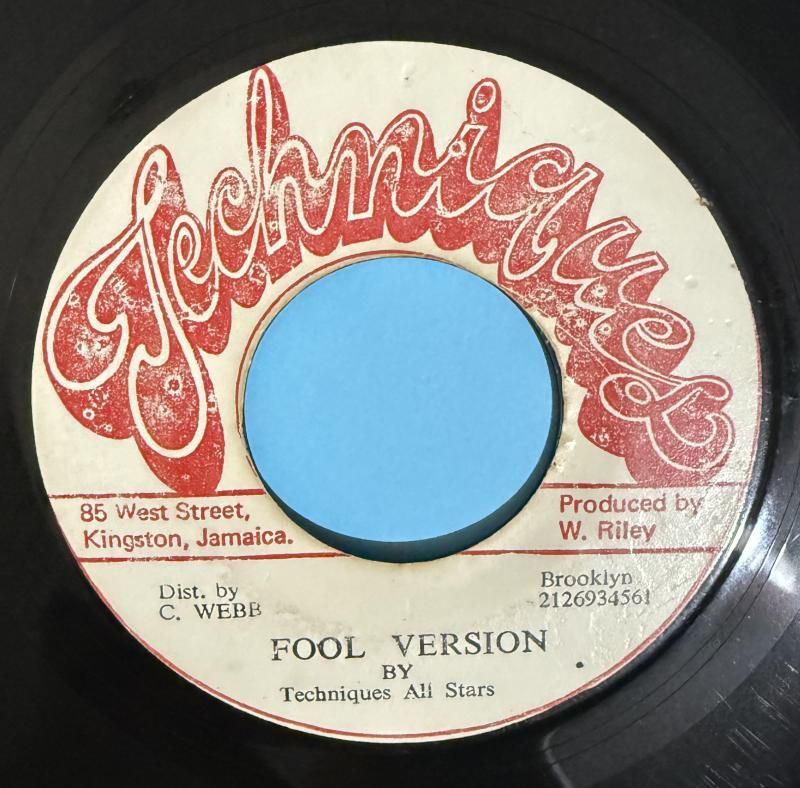 Techniques
85 West Street,
Kingston, Jamaica.
Produced by
W. Riley
Dist. by
C. WEBB
Brooklyn
2126934561
FOOL VERSION
BY
Techniques All Stars